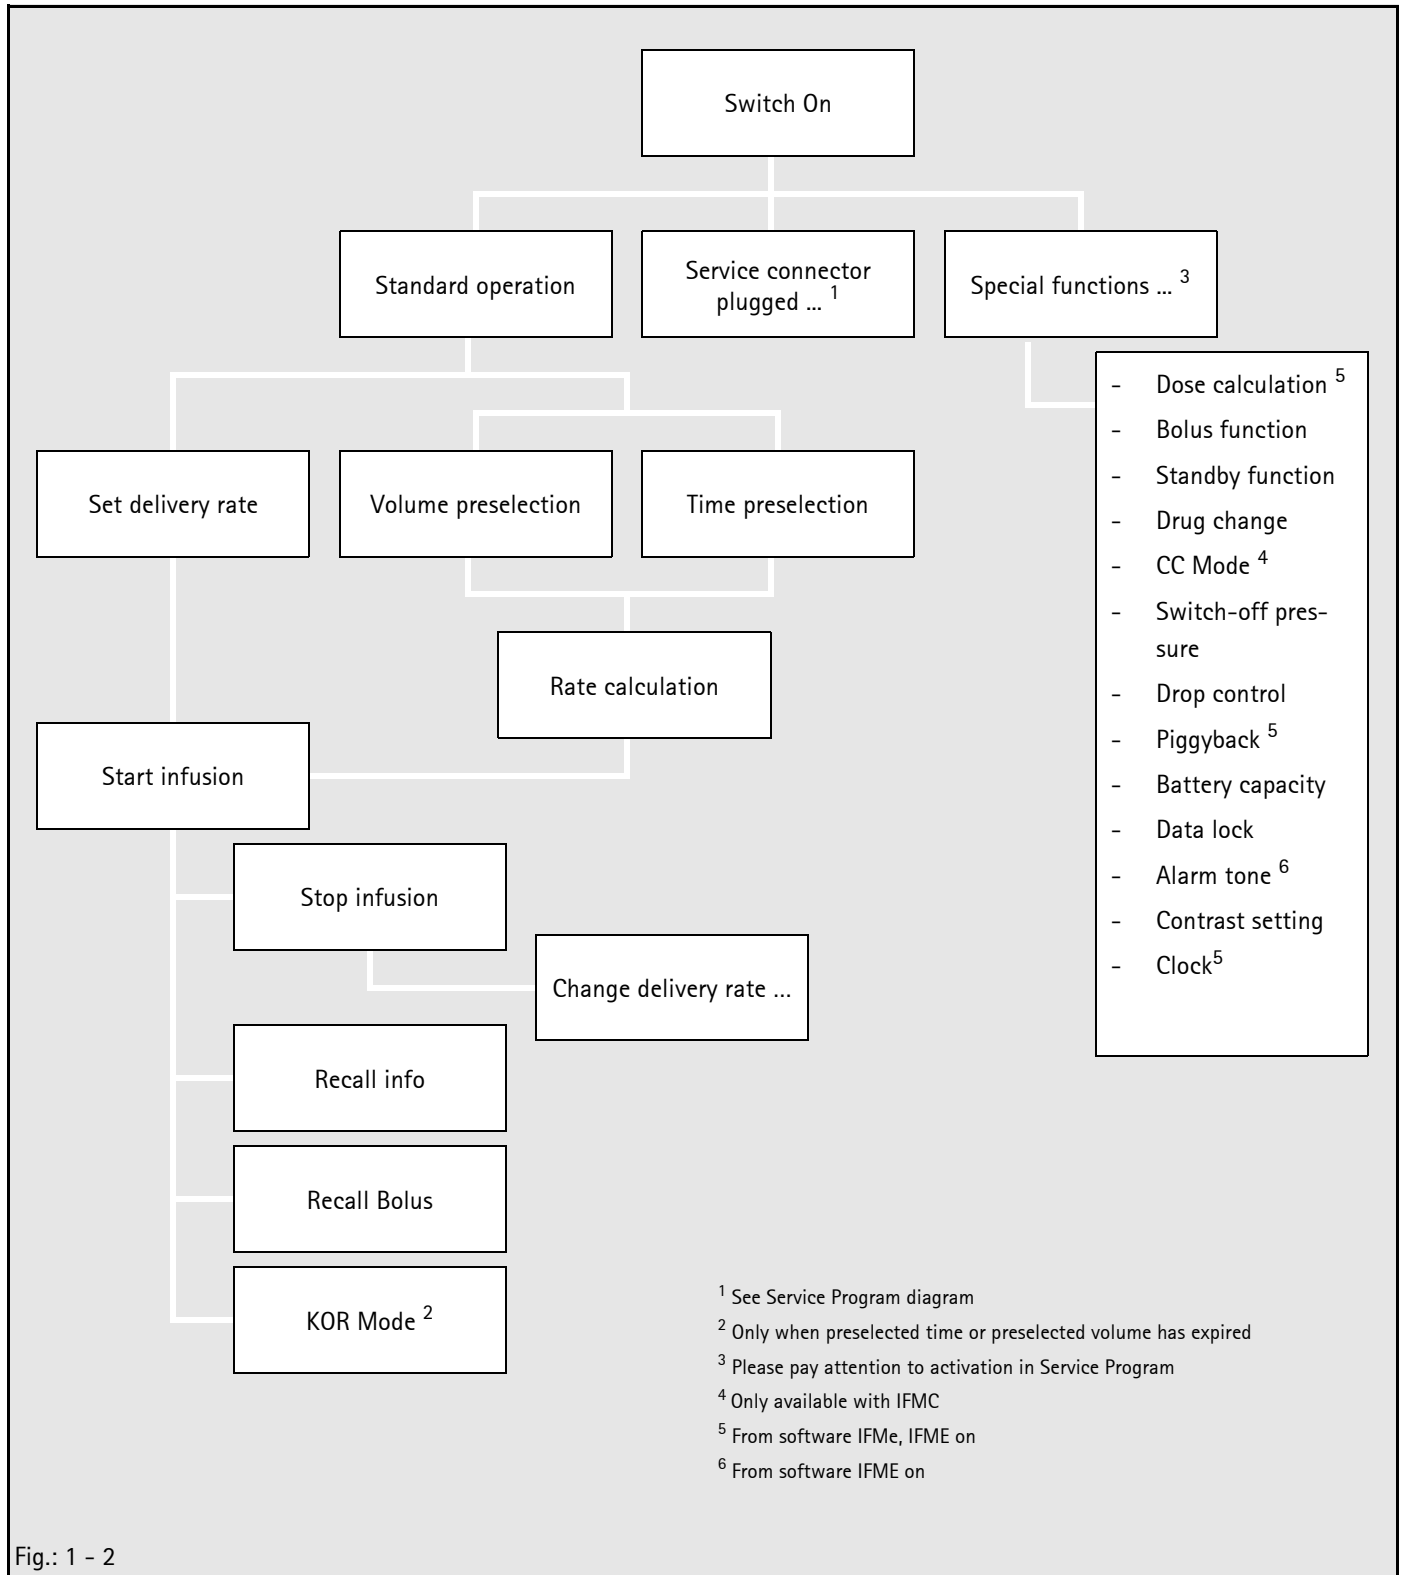 Switch On
Standard operation
Service connector
plugged ... 1
Special functions ... 3
- Dose calculation 5
- Bolus function
- Standby function
- Drug change
- CC Mode 4
- Switch-off pres-
sure
- Drop control
- Piggyback 5
- Battery capacity
- Data lock
- Alarm tone 6
- Contrast setting
- Clock5
Set delivery rate
Volume preselection
Time preselection
Rate calculation
Start infusion
Stop infusion
Change delivery rate ...
Recall info
Recall Bolus
KOR Mode 2
1 See Service Program diagram
2 Only when preselected time or preselected volume has expired
3 Please pay attention to activation in Service Program
4 Only available with IFMC
5 From software IFMe, IFME on
6 From software IFME on
Fig.: 1 - 2